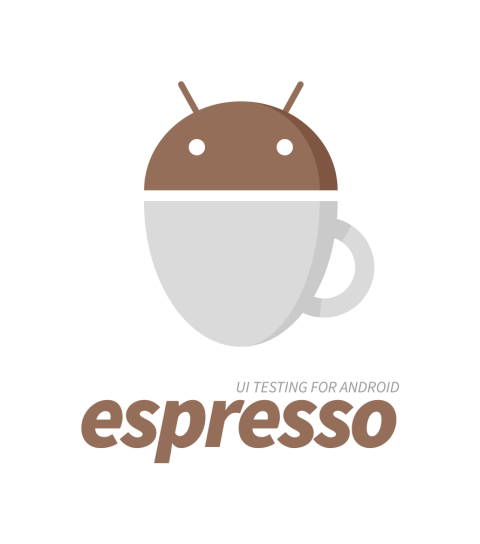 UI TESTING FOR ANDROID
espresso